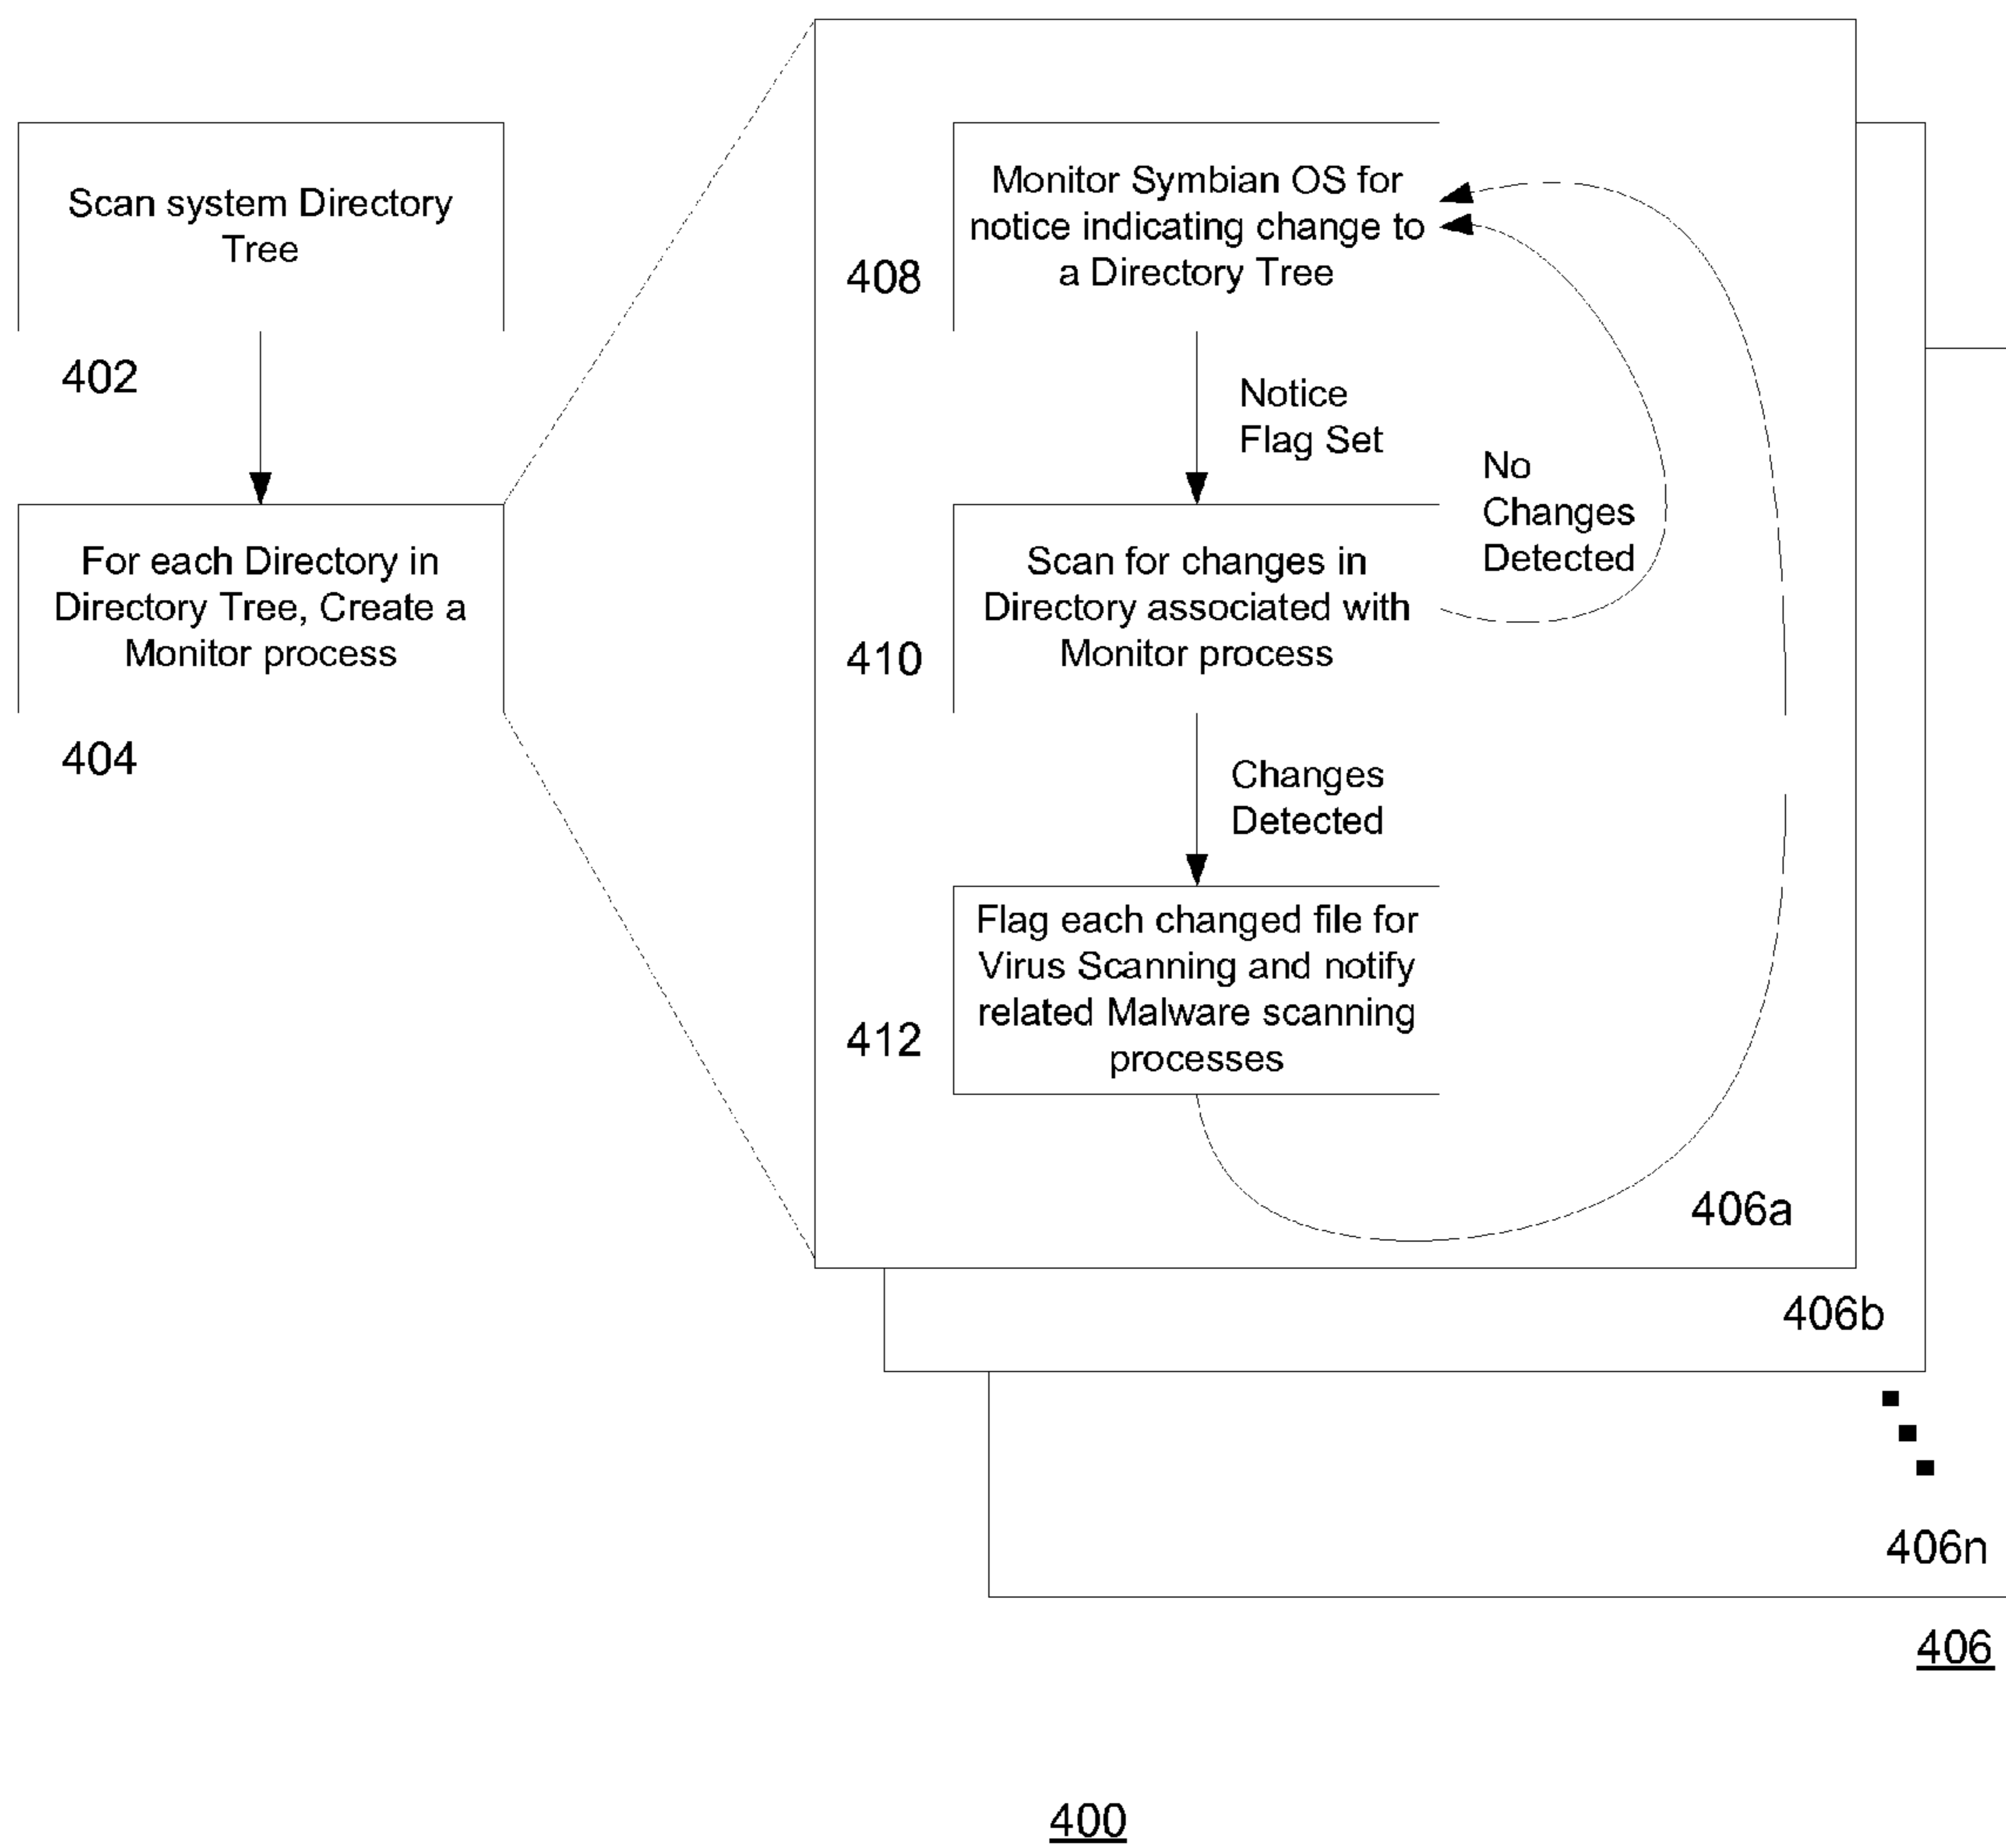 Scan system Directory
Tree
402
For each Directory in
Directory Tree, Create a
Monitor process
404
Monitor Symbian OS for
notice indicating change to
a Directory Tree
408
Notice
Flag Set
No
Changes
Detected
Scan for changes in
Directory associated with
Monitor process
410
Changes
Detected
Flag each changed file for
Virus Scanning and notify
related Malware scanning
processes
412
406a
406b
406n
406
400